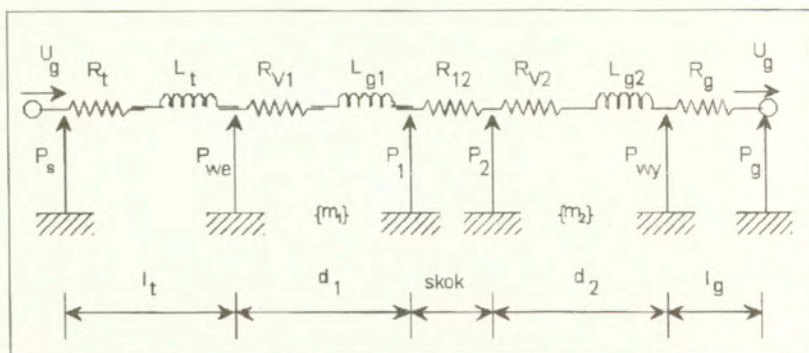 U_g U_g
R_t L_t R_V1 L_g1 R_12 R_V2 L_g2 R_g
P_s P_we P_1 P_2 P_wy P_g
{m_1} {m_2}
l_t d_1 skok d_2 l_g